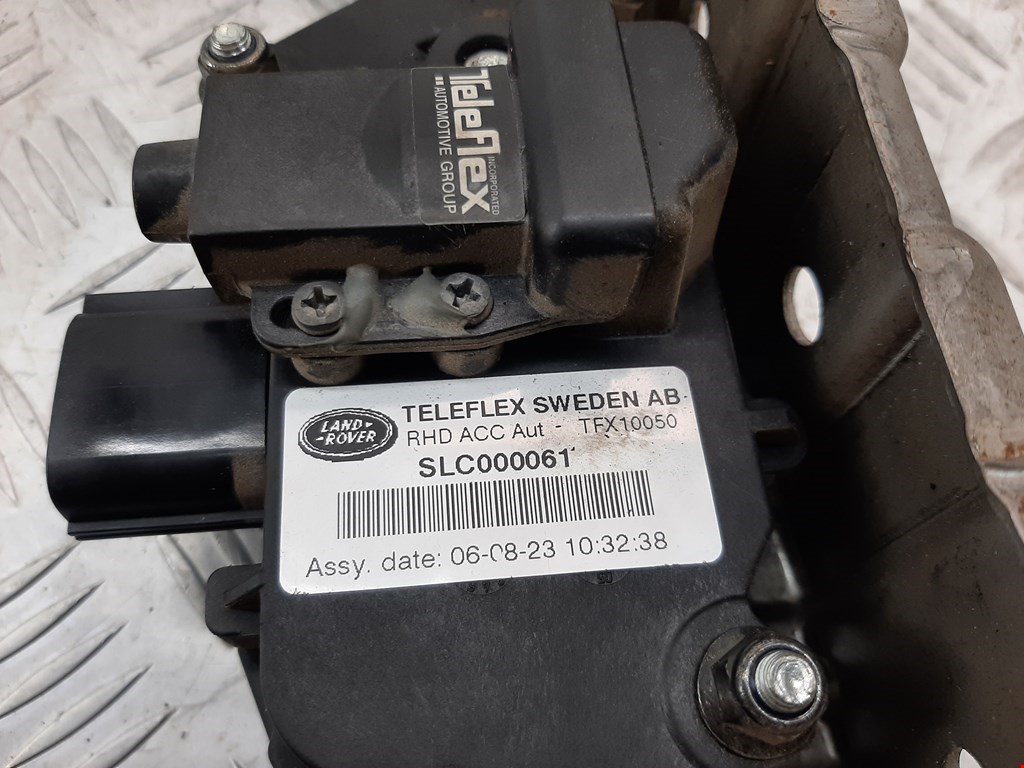 TeleFlex
INCORPORATED
AUTOMOTIVE GROUP
LAND-
-ROVER
TELEFLEX SWEDEN AB
RHD ACC Aut - TFX10050
SLC000061
Assy. date: 06-08-23 10:32:38